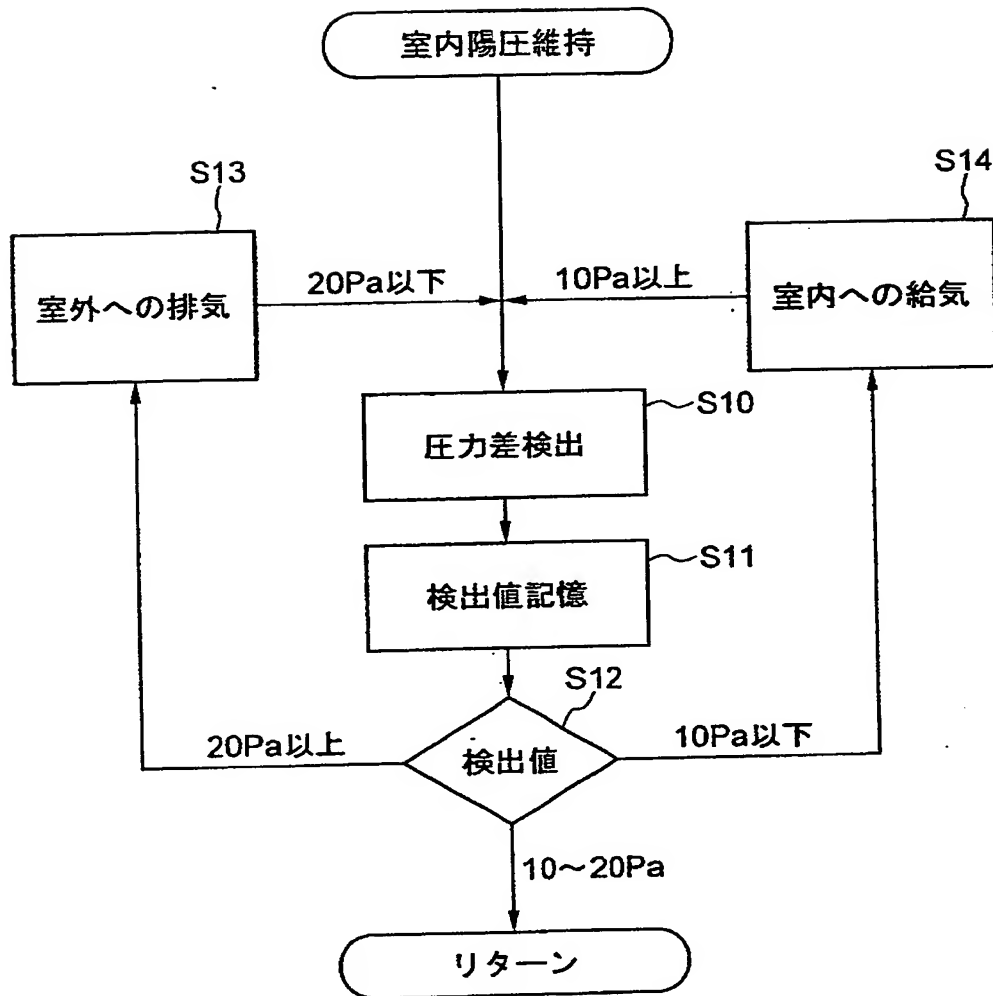 室内陽圧維持
S13
S14
室外への排気
20Pa以下
10Pa以上
室内への給気
圧力差検出
S10
検出値記憶
S11
S12
20Pa以上
検出値
10Pa以下
10～20Pa
リターン